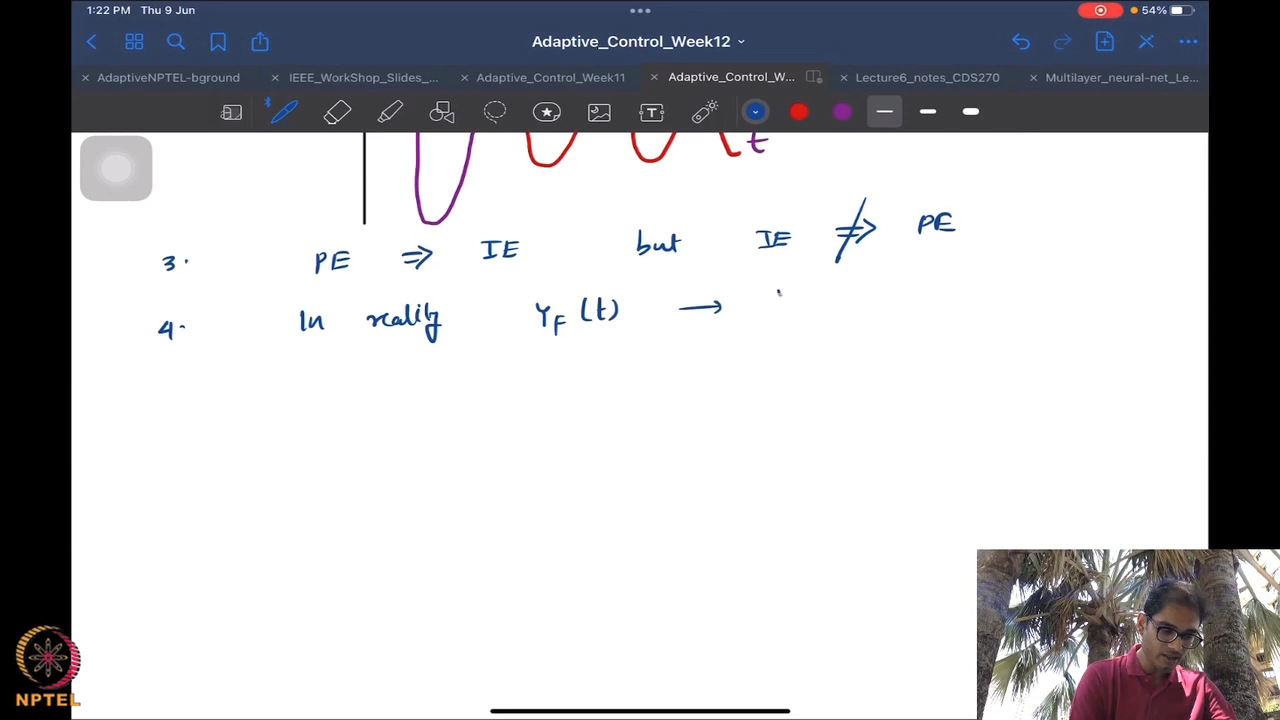 1:22 PM Thu 9 Jun
54%
Adaptive_Control_Week12
AdaptiveNPTEL-bground
IEEE_WorkShop_Slides_...
Adaptive_Control_Week11
Adaptive_Control_W...
Lecture6_notes_CDS270
Multilayer_neural-net_Le...
t
3. PE ⇒ IE but IE ⇏ PE
4. In reality Y_F (t) →
NPTEL